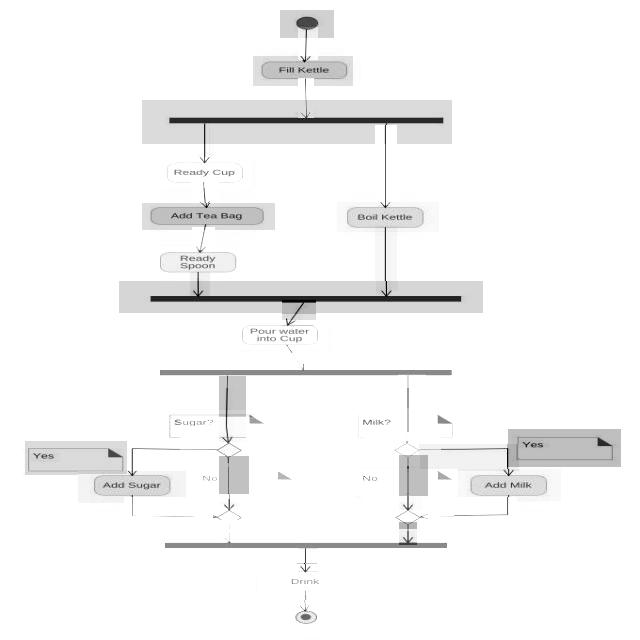 Fill Kettle
Ready Cup
Add Tea Bag
Boil Kettle
Ready
Spoon
Pour water
into Cup
Sugar?
Milk?
Yes
Yes
No
No
Add Sugar
Add Milk
Drink